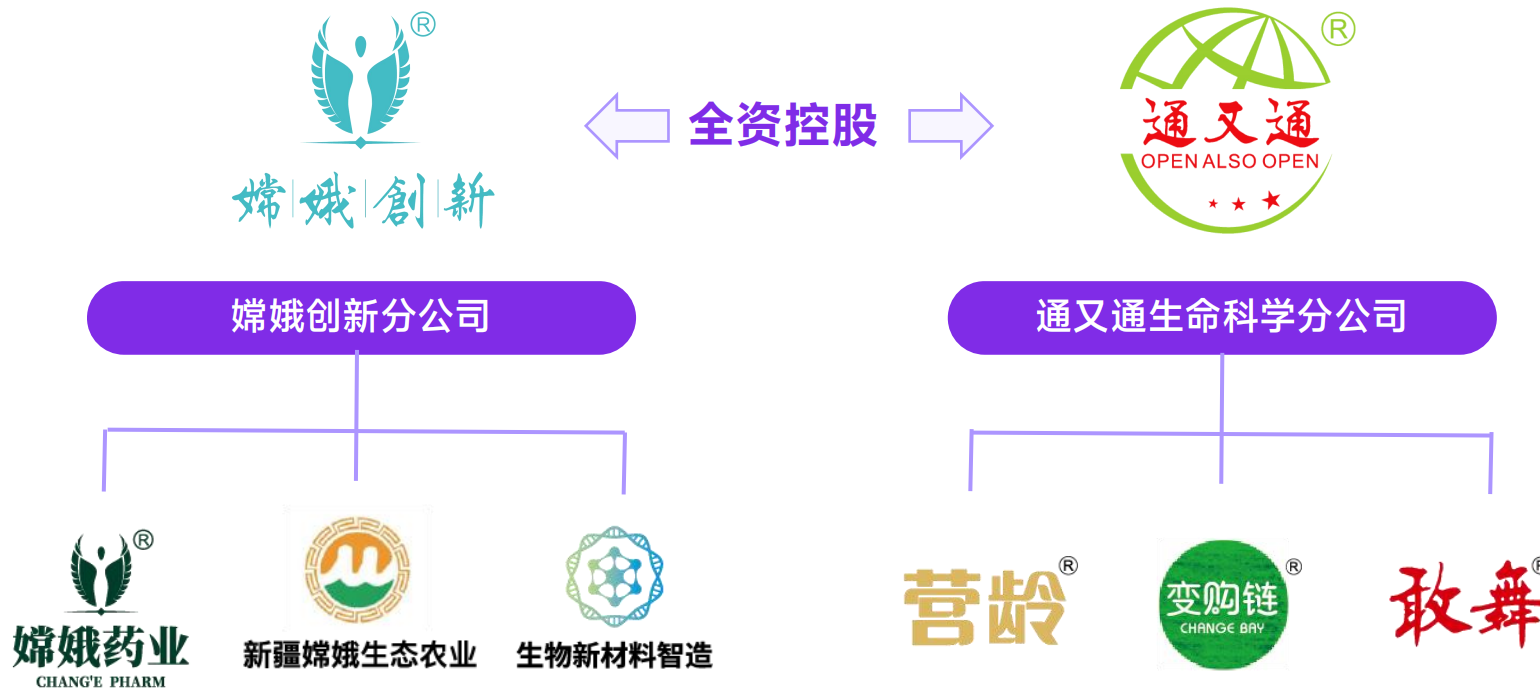 ®
嫦娥創新
全资控股
®
通又通
OPEN ALSO OPEN
嫦娥创新分公司
通又通生命科学分公司
®
嫦娥药业
CHANG'E PHARM
新疆嫦娥生态农业
生物新材料智造
营龄®
®
变购链
CHANGE BAY
敢舞®